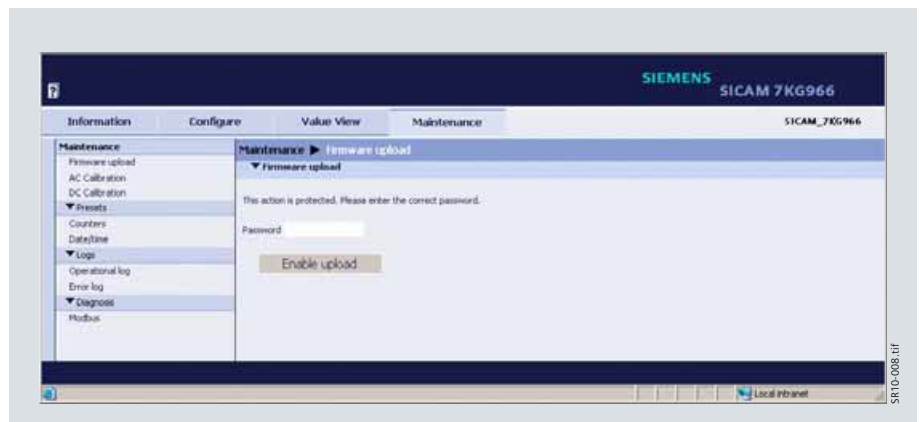 SIEMENS
SICAM 7KG966
Information Configure Value View Maintenance SICAM_7KG966
Maintenance
Firmware upload
AC Calibration
DC Calibration
Presets
Counters
Date/time
Logs
Operational log
Error log
Diagnosis
Modbus
Maintenance Firmware upload
Firmware upload
This action is protected. Please enter the correct password.
Password
Enable upload
Local intranet
SR10-008.tif